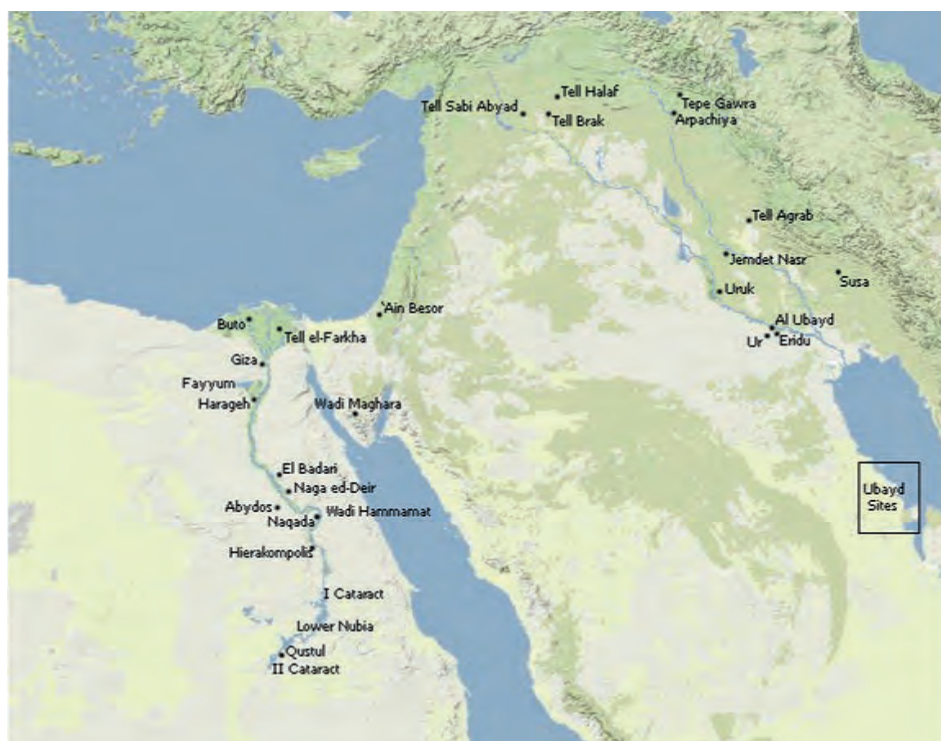 Tell Halaf
Tell Sabi Abyad
Tell Brak
Tepe Gawra
Arpachiya
Tell Agrab
Jemdet Nasr
Susa
Uruk
Ain Besor
Buto
Tell el-Farkha
Al Ubayd
Ur
Eridu
Giza
Fayyum
Harageh
Wadi Maghara
El Badari
Naga ed-Deir
Abydos
Wadi Hammamat
Naqada
Ubayd
Sites
Hierakompolis
I Cataract
Lower Nubia
Qustul
II Cataract